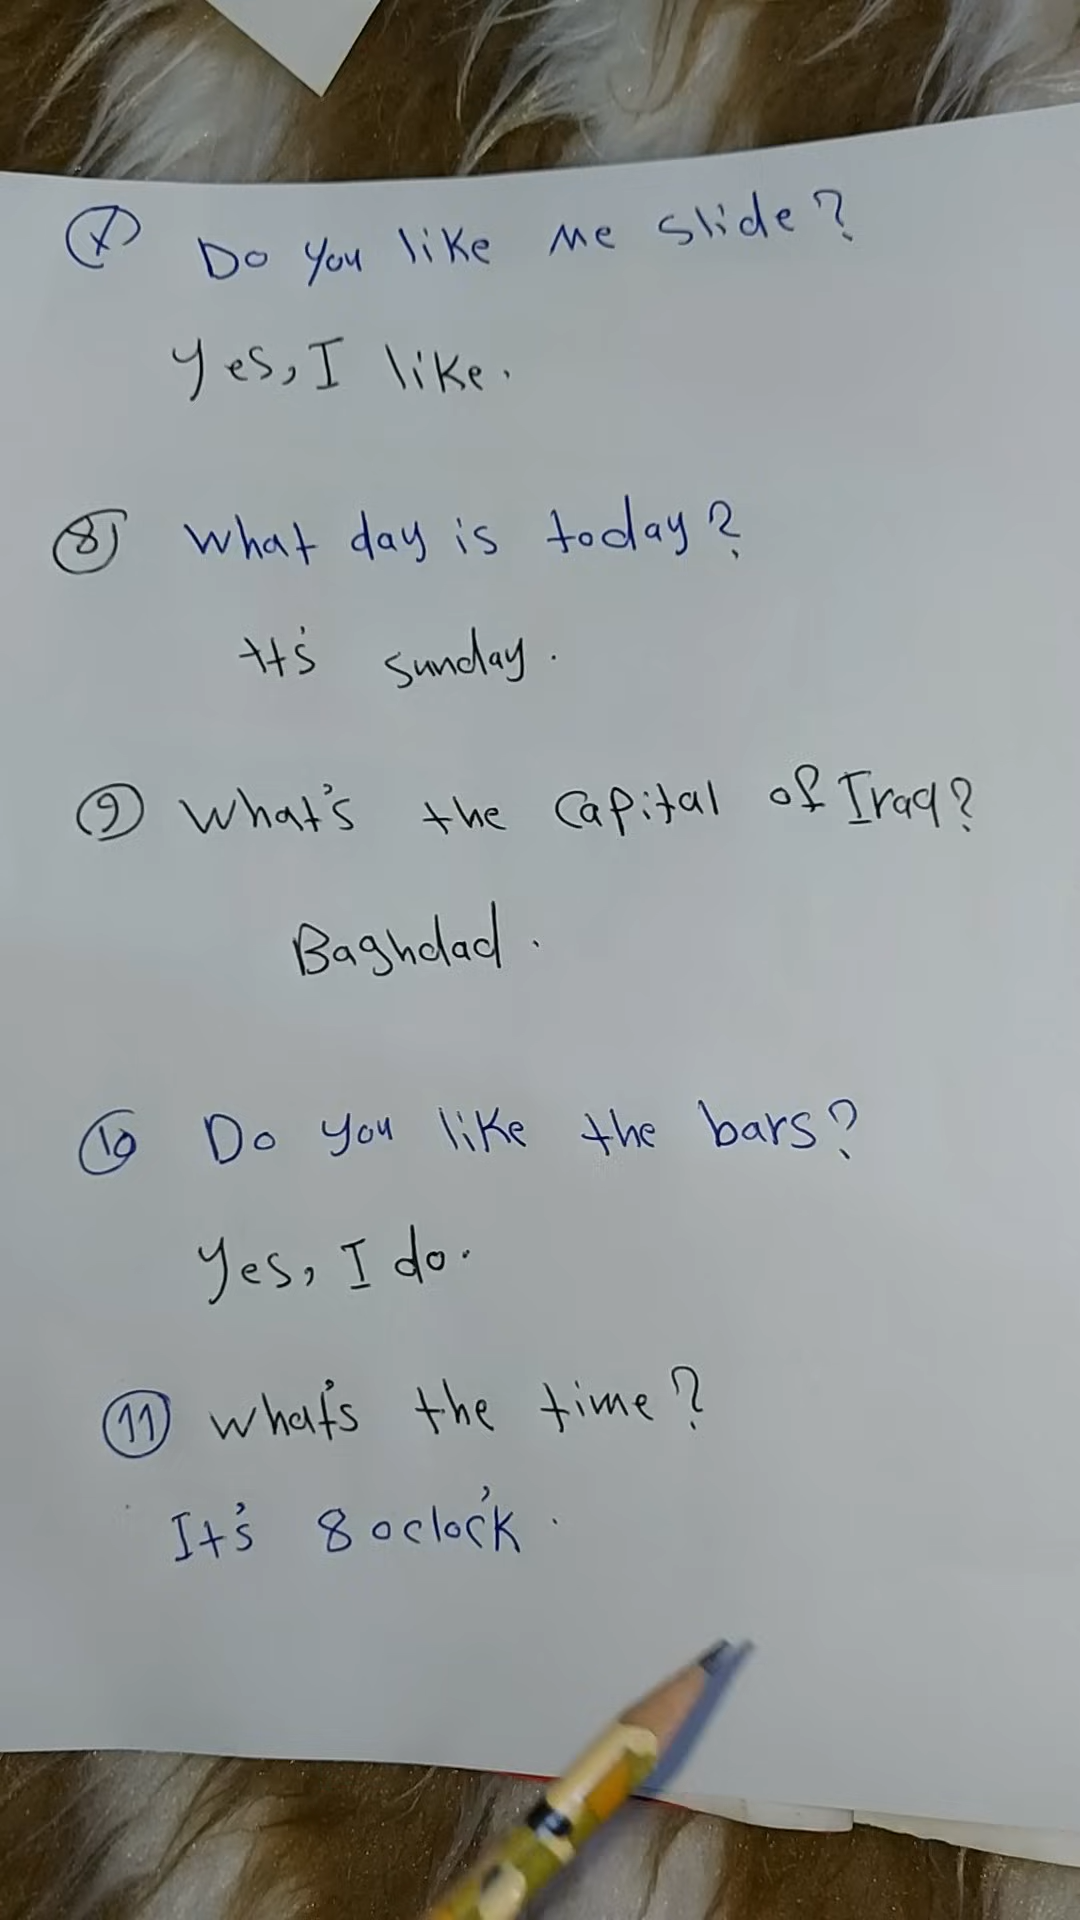 7 Do you like me slide?
Yes, I like.
8 What day is today?
It's sunday.
9 What's the Capital of Iraq?
Baghdad.
10 Do you like the bars?
Yes, I do.
11 What's the time?
It's 8 oclock'.